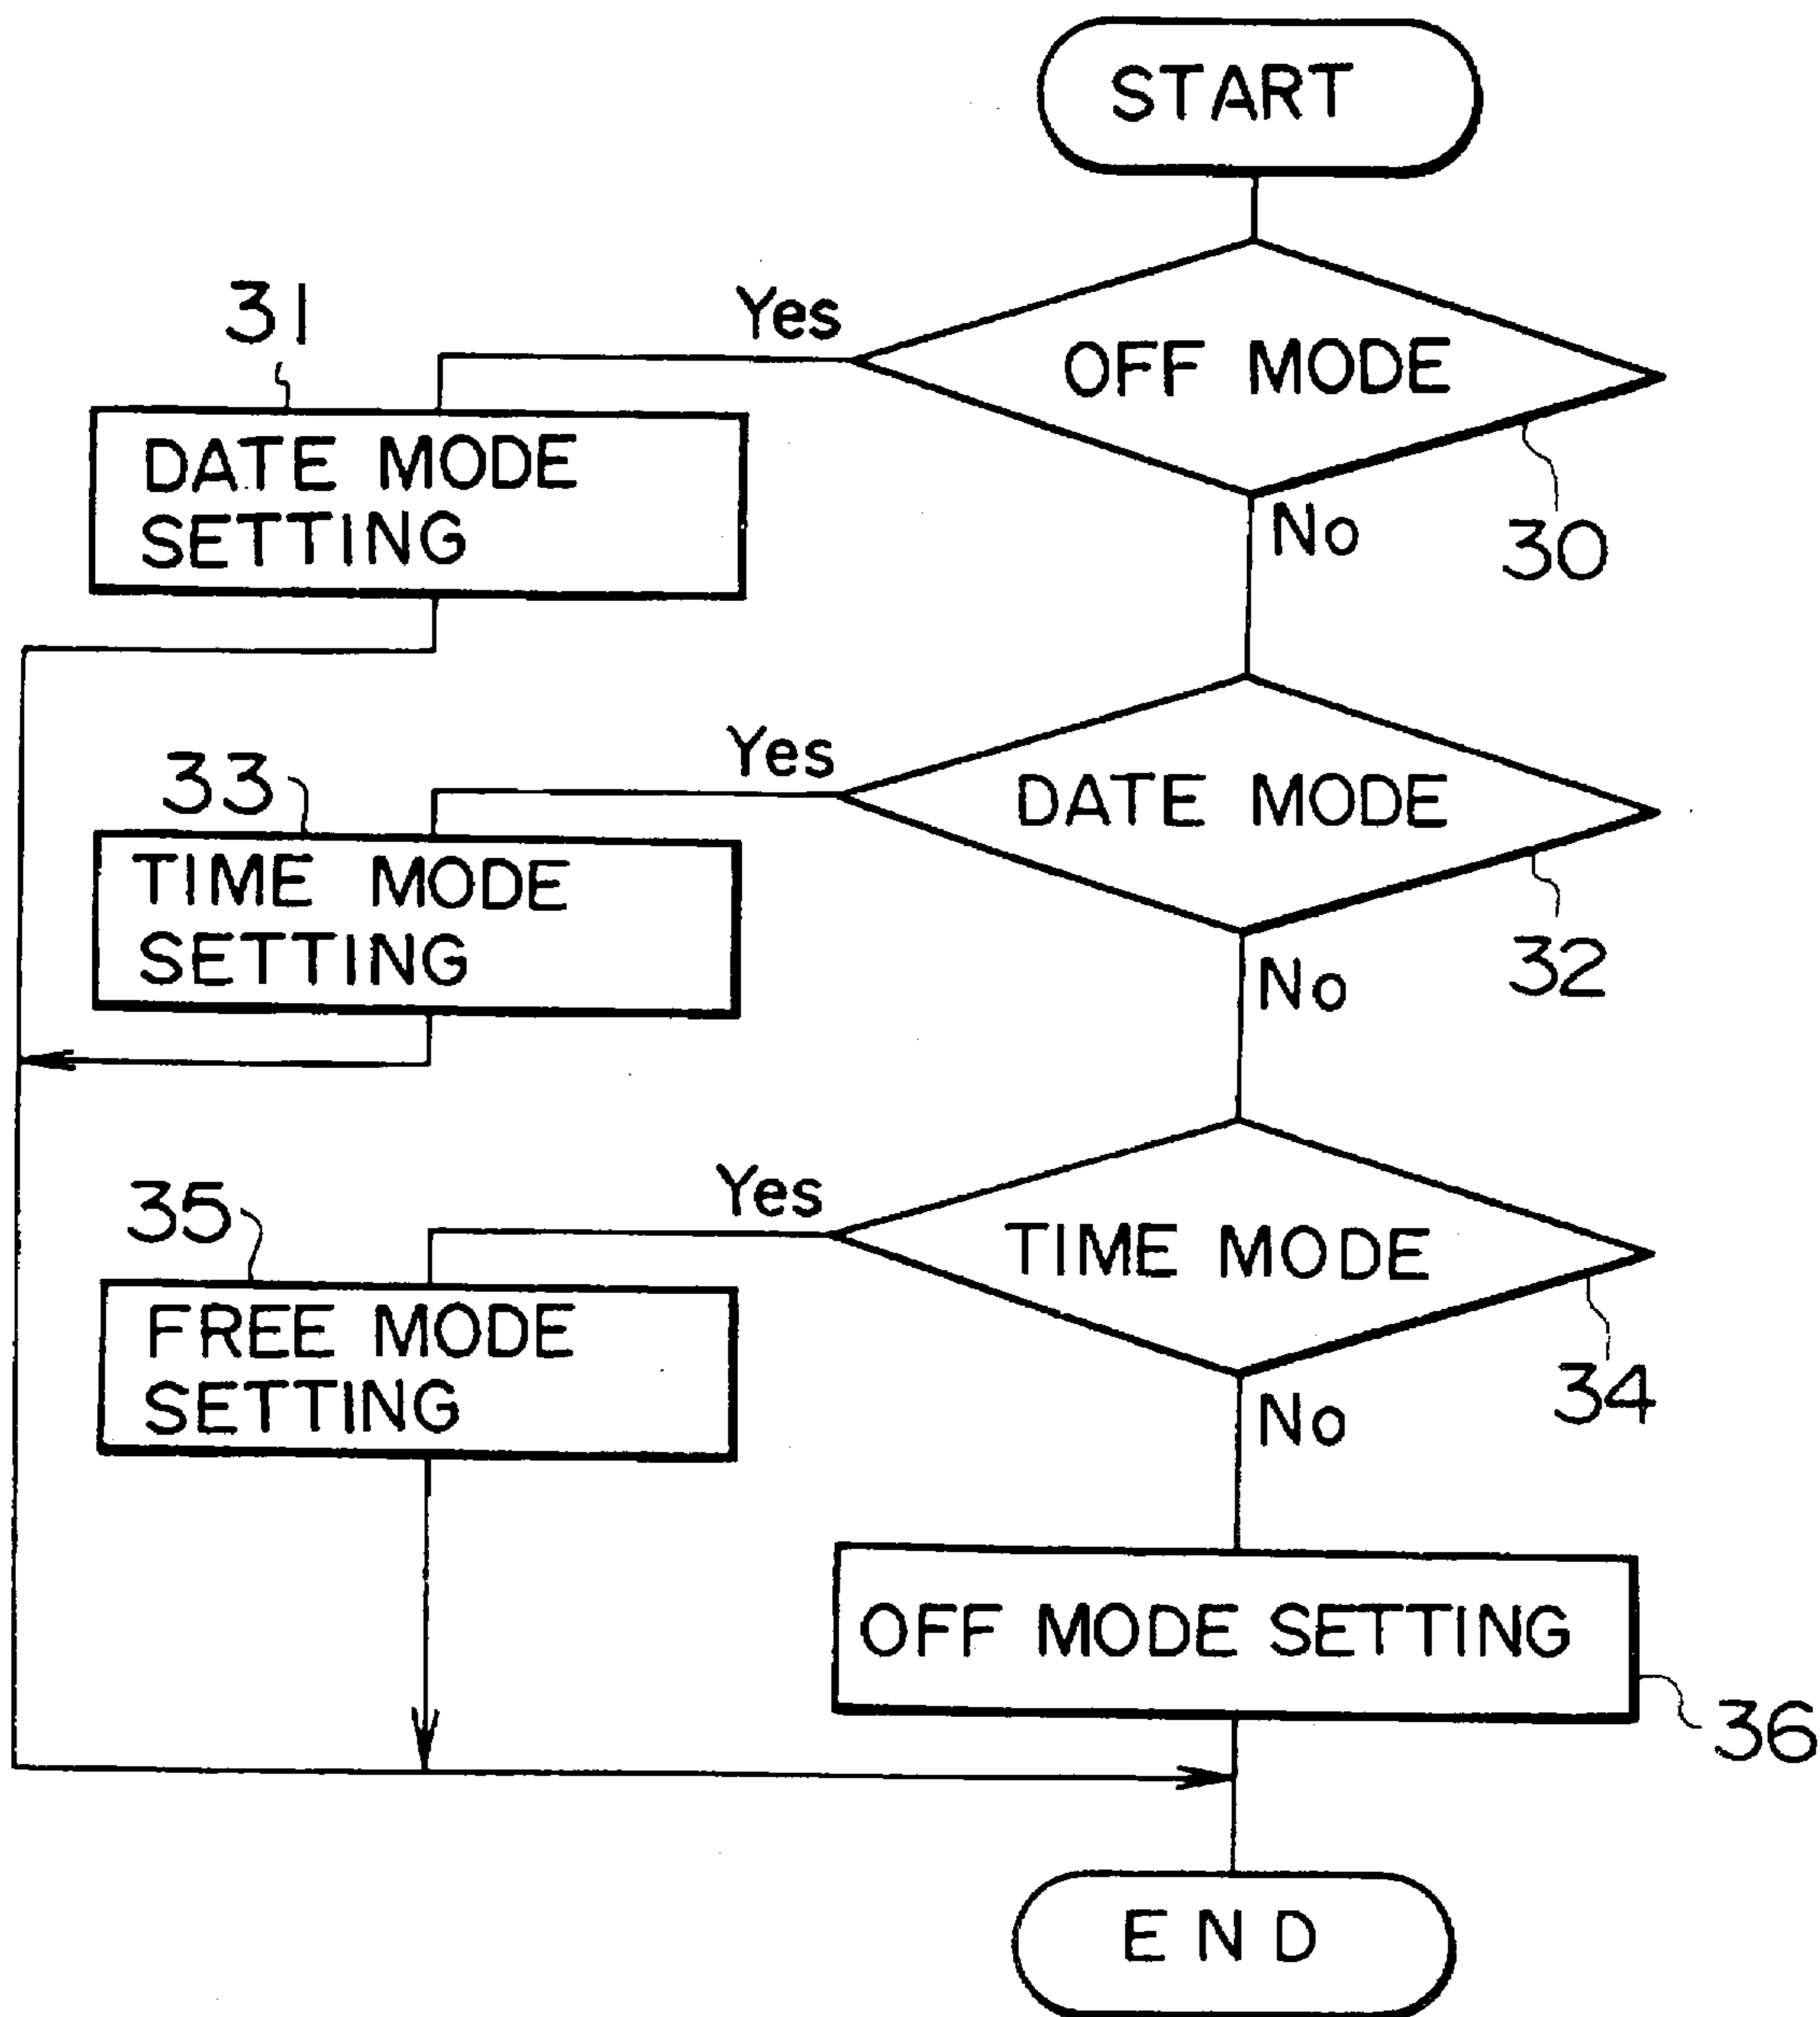 START
31
Yes
OFF MODE
DATE MODE
SETTING
No
30
33
Yes
DATE MODE
TIME MODE
SETTING
No
32
35
Yes
TIME MODE
FREE MODE
SETTING
No
34
OFF MODE SETTING
36
END